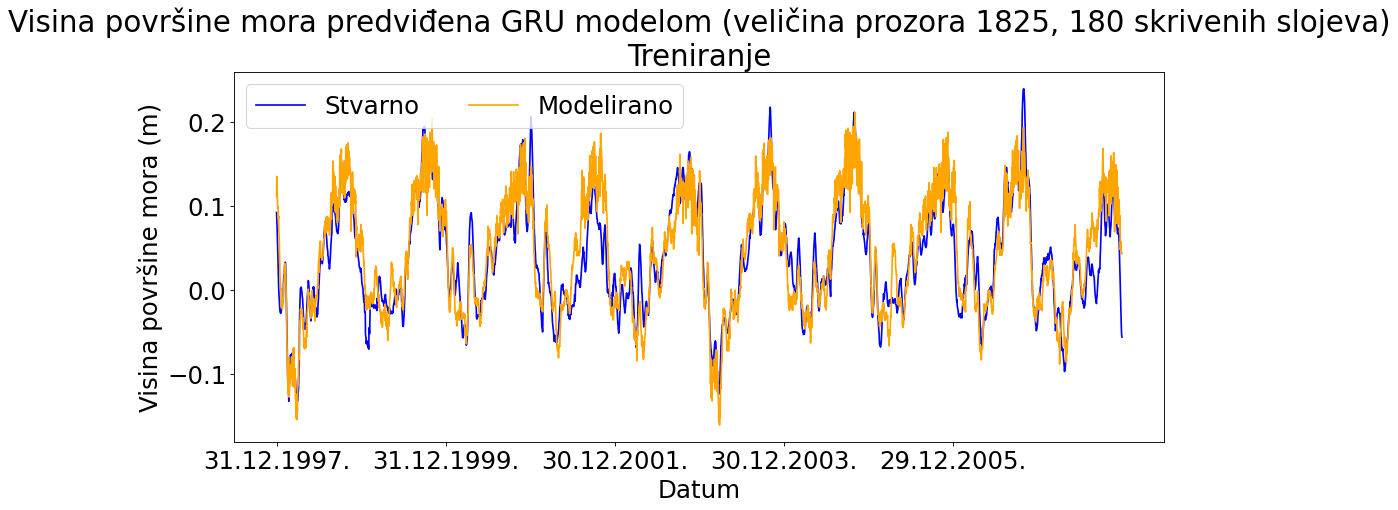 Visina površine mora predviđena GRU modelom (veličina prozora 1825, 180 skrivenih slojeva)
Treniranje
Stvarno Modelirano
Visina površine mora (m)
0.2
0.1
0.0
−0.1
31.12.1997. 31.12.1999. 30.12.2001. 30.12.2003. 29.12.2005.
Datum